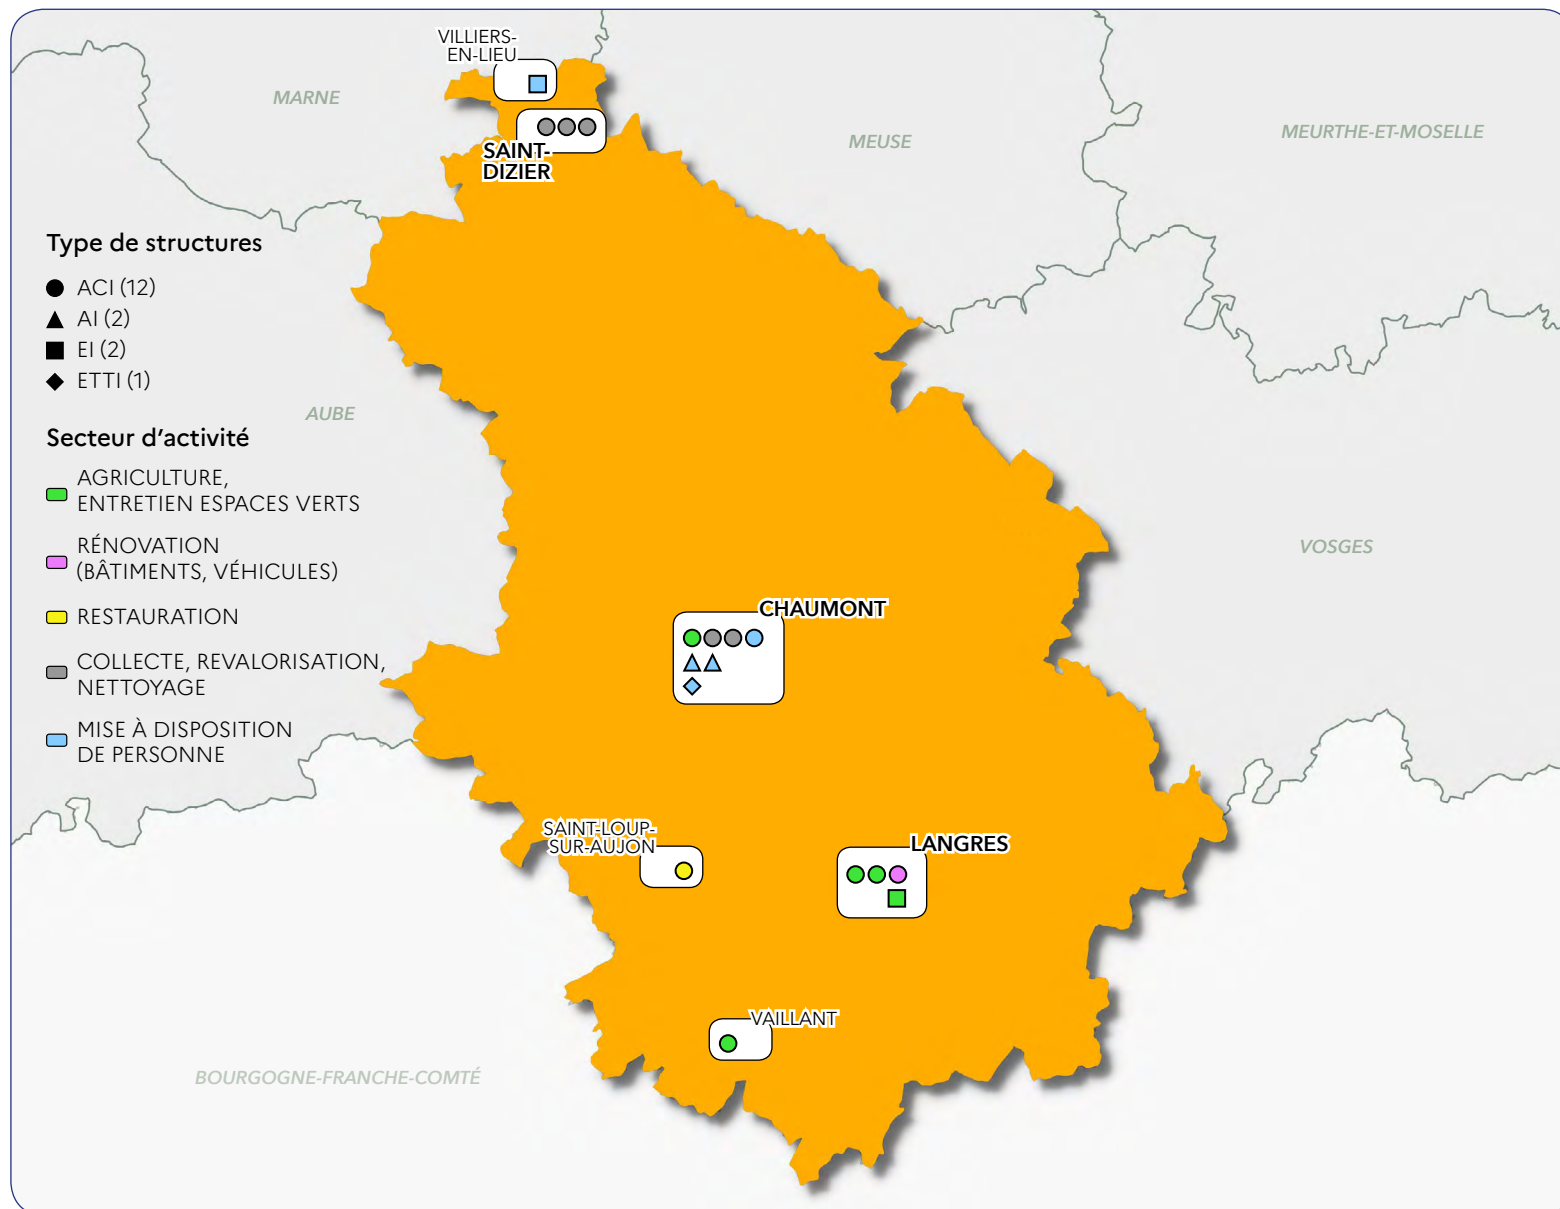 VILLIERS-
EN-LIEU
MARNE
MEUSE
MEURTHE-ET-MOSELLE
SAINT-
DIZIER
Type de structures
ACI (12)
AI (2)
EI (2)
ETTI (1)
AUBE
Secteur d'activité
AGRICULTURE,
ENTRETIEN ESPACES VERTS
RÉNOVATION
(BÂTIMENTS, VÉHICULES)
RESTAURATION
COLLECTE, REVALORISATION,
NETTOYAGE
MISE À DISPOSITION
DE PERSONNE
VOSGES
CHAUMONT
SAINT-LOUP-
SUR-AUJON
LANGRES
VAILLANT
BOURGOGNE-FRANCHE-COMTÉ